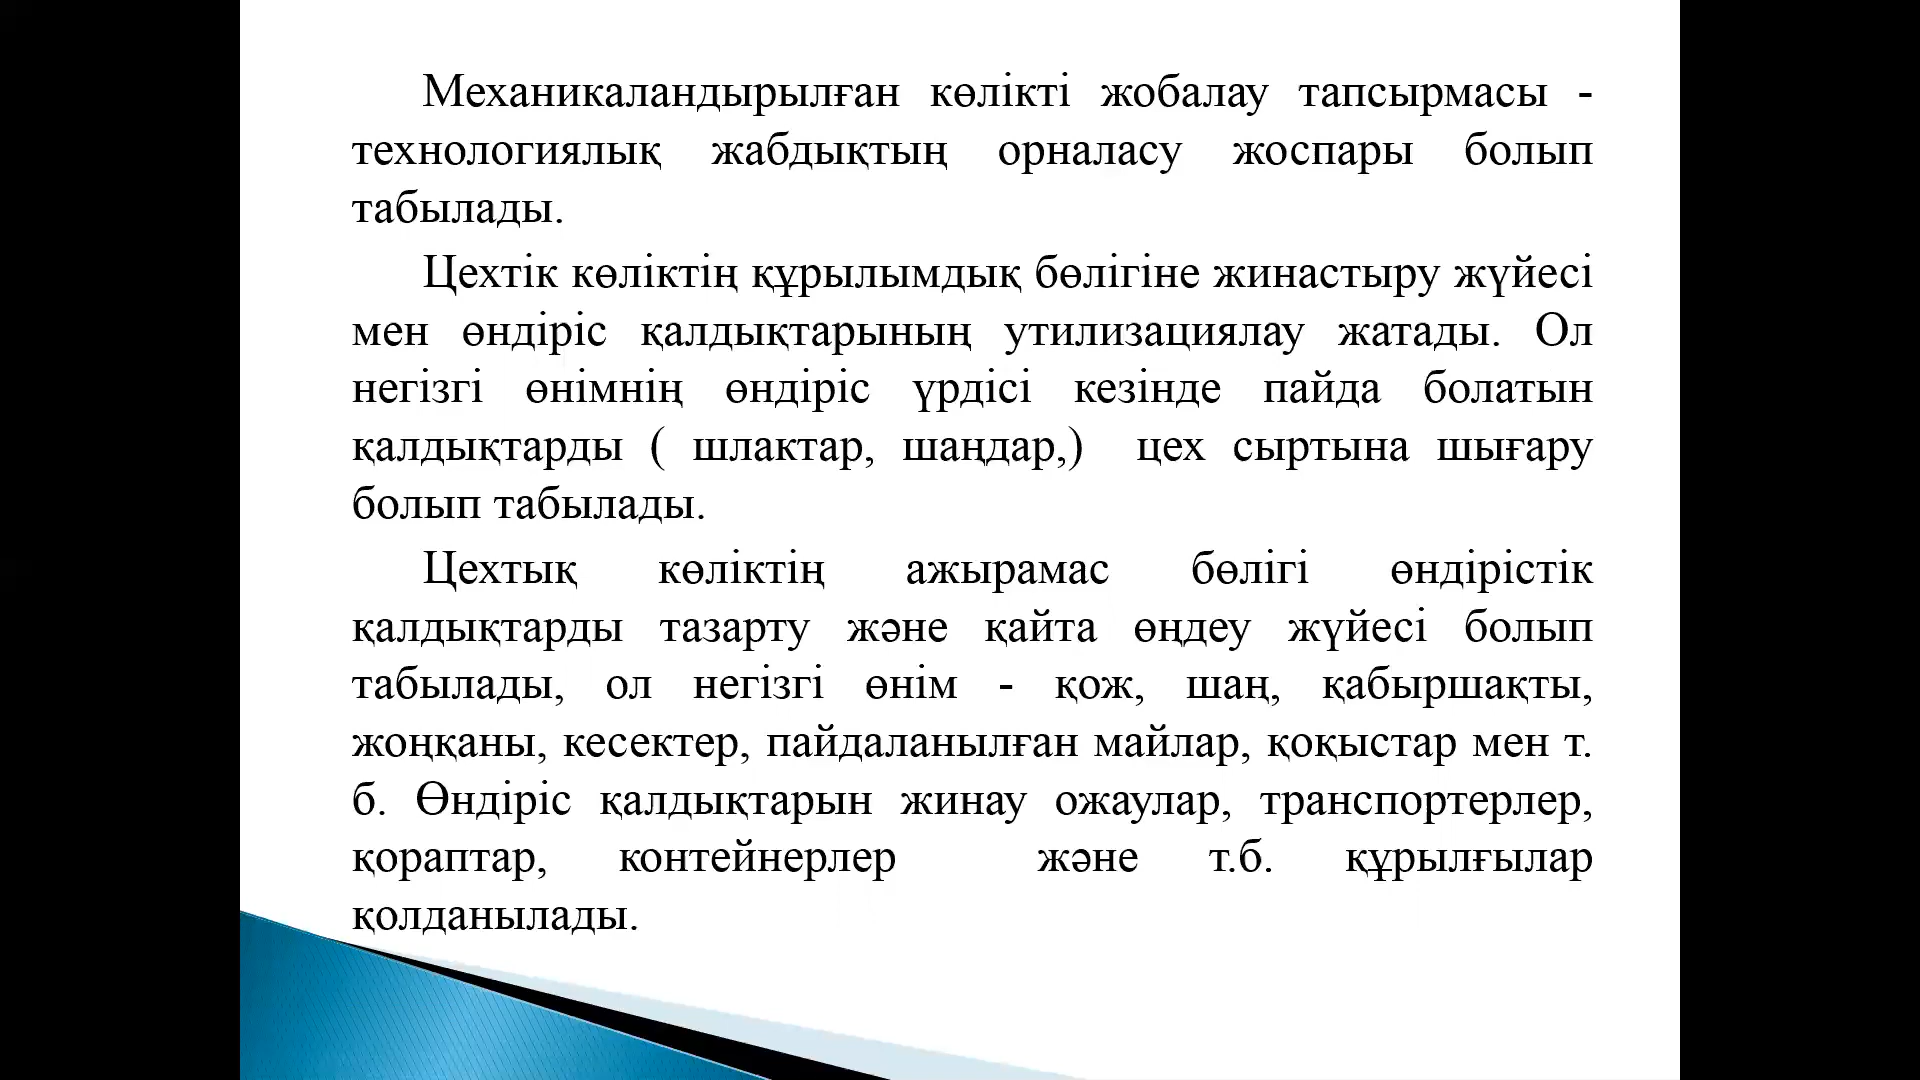 Механикаландырылған көлікті жобалау тапсырмасы -
технологиялық жабдықтың орналасу жоспары болып
табылады.
Цехтік көліктің құрылымдық бөлігіне жинастыру жүйесі
мен өндіріс қалдықтарының утилизациялау жатады. Ол
негізгі өнімнің өндіріс үрдісі кезінде пайда болатын
қалдықтарды ( шлактар, шаңдар,) цех сыртына шығару
болып табылады.
Цехтық көліктің ажырамас бөлігі өндірістік
қалдықтарды тазарту және қайта өңдеу жүйесі болып
табылады, ол негізгі өнім - қож, шаң, қабыршақты,
жоңқаны, кесектер, пайдаланылған майлар, қоқыстар мен т.
б. Өндіріс қалдықтарын жинау ожаулар, транспортерлер,
қораптар, контейнерлер және т.б. құрылғылар
қолданылады.